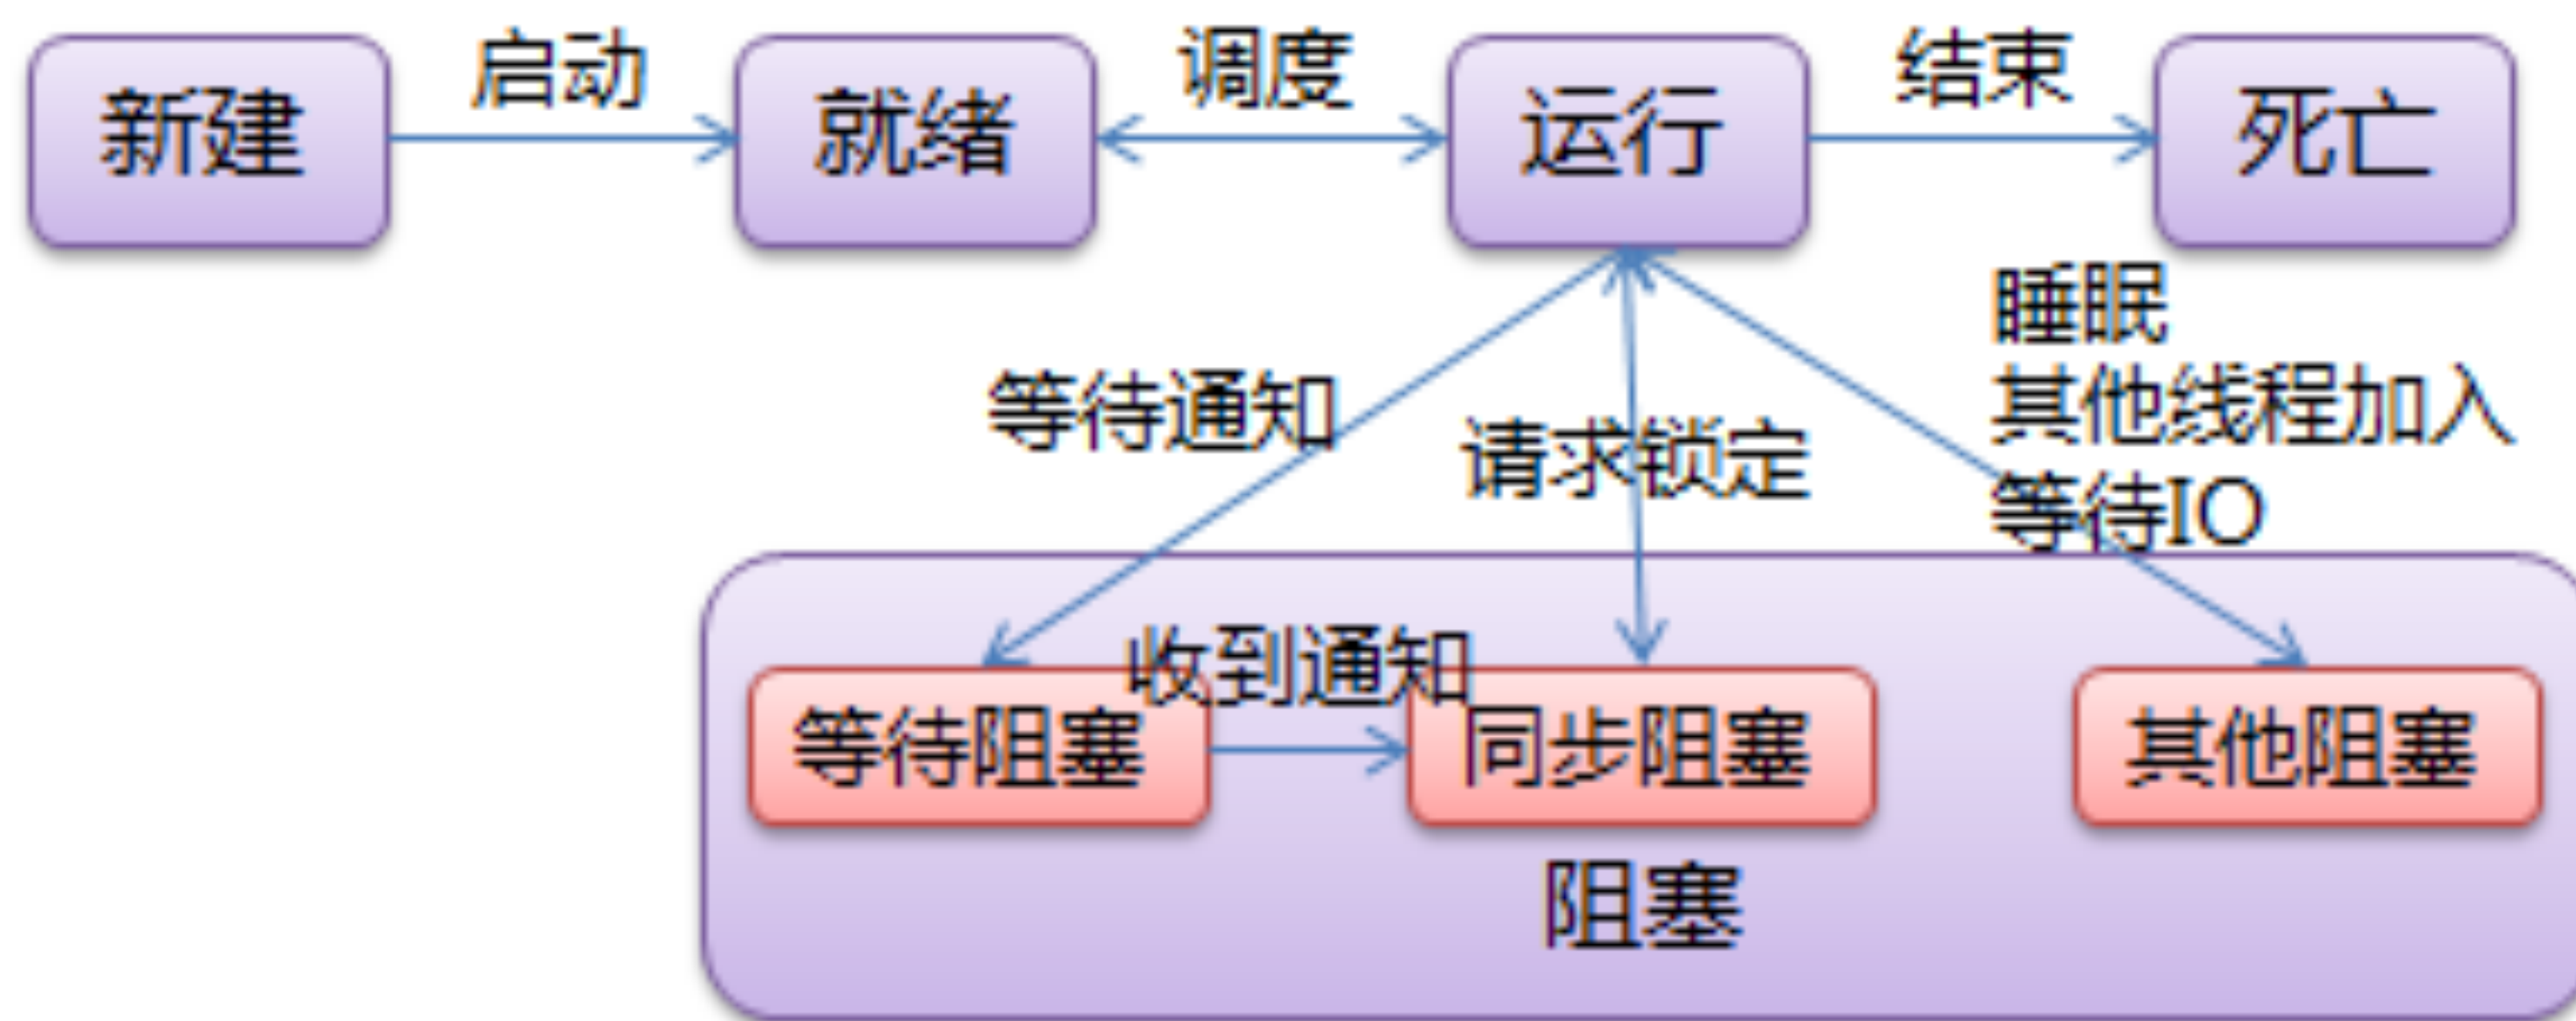 启动
调度
结束
新建
就绪
运行
死亡
睡眠
其他线程加入
等待IO
等待通知
请求锁定
收到通知
等待阻塞
同步阻塞
其他阻塞
阻塞